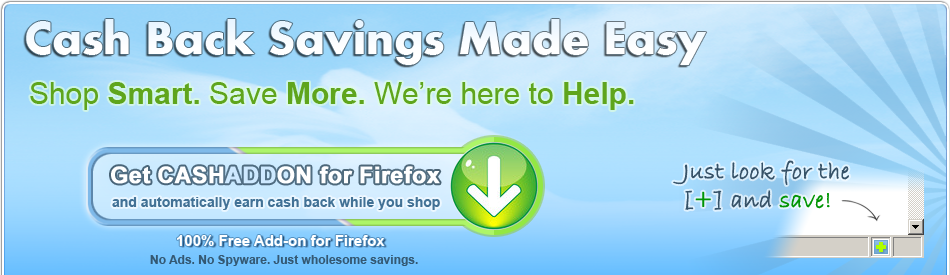 Cash Back Savings Made Easy
Shop Smart. Save More. We're here to Help.
Get CASHADDON for Firefox
and automatically earn cash back while you shop
100% Free Add-on for Firefox
No Ads. No Spyware. Just wholesome savings.
Just look for the
[+] and save!